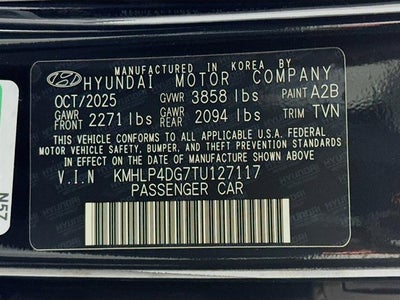 MANUFACTURED IN KOREA BY
HYUNDAI MOTOR COMPANY
OCT/2025 GVWR 3858 lbs PAINT A2B
GAWR FRONT 2271 lbs GAWR REAR 2094 lbs TRIM TVN
THIS VEHICLE CONFORMS TO ALL APPLICABLE U.S.A. FEDERAL
MOTOR VEHICLE SAFETY, BUMPER, AND THEFT PREVENTION
STANDARDS IN EFFECT ON THE DATE OF MANUFACTURE SHOWN ABOVE.
V.I.N KMHLP4DG7TU127117
PASSENGER CAR
N57